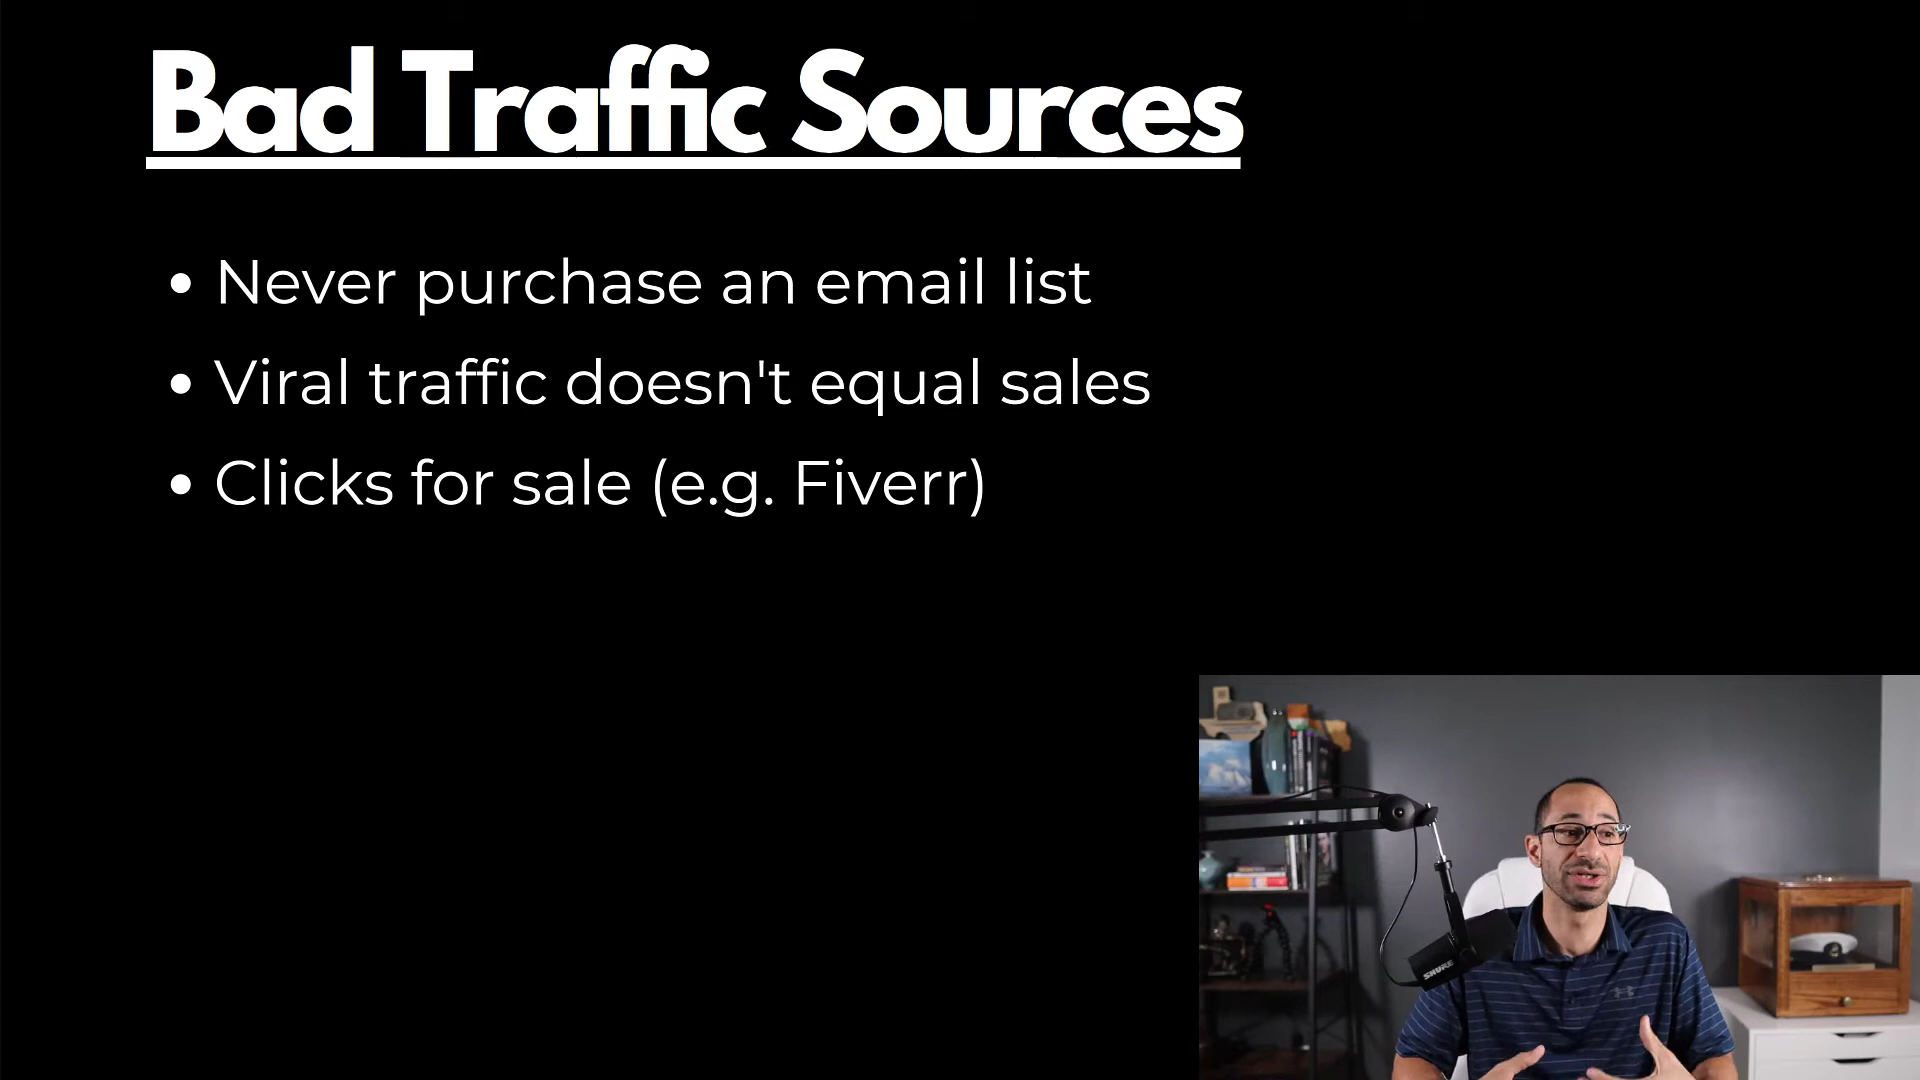 Bad Traffic Sources
• Never purchase an email list
• Viral traffic doesn't equal sales
• Clicks for sale (e.g. Fiverr)
SHURE